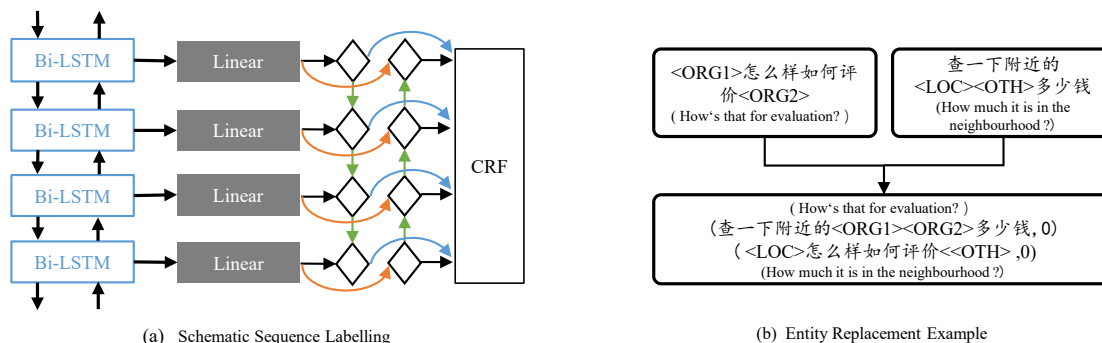 Bi-LSTM
Linear
Bi-LSTM
Linear
Bi-LSTM
Linear
Bi-LSTM
Linear
CRF
(a) Schematic Sequence Labelling
<ORG1>怎么样如何评
价<ORG2>
( How's that for evaluation? )
查一下附近的
<LOC><OTH>多少钱
(How much it is in the
neighbourhood ?)
( How's that for evaluation? )
(查一下附近的<ORG1><ORG2>多少钱, 0)
( <LOC>怎么样如何评价<<OTH> ,0)
(How much it is in the neighbourhood ?)
(b) Entity Replacement Example